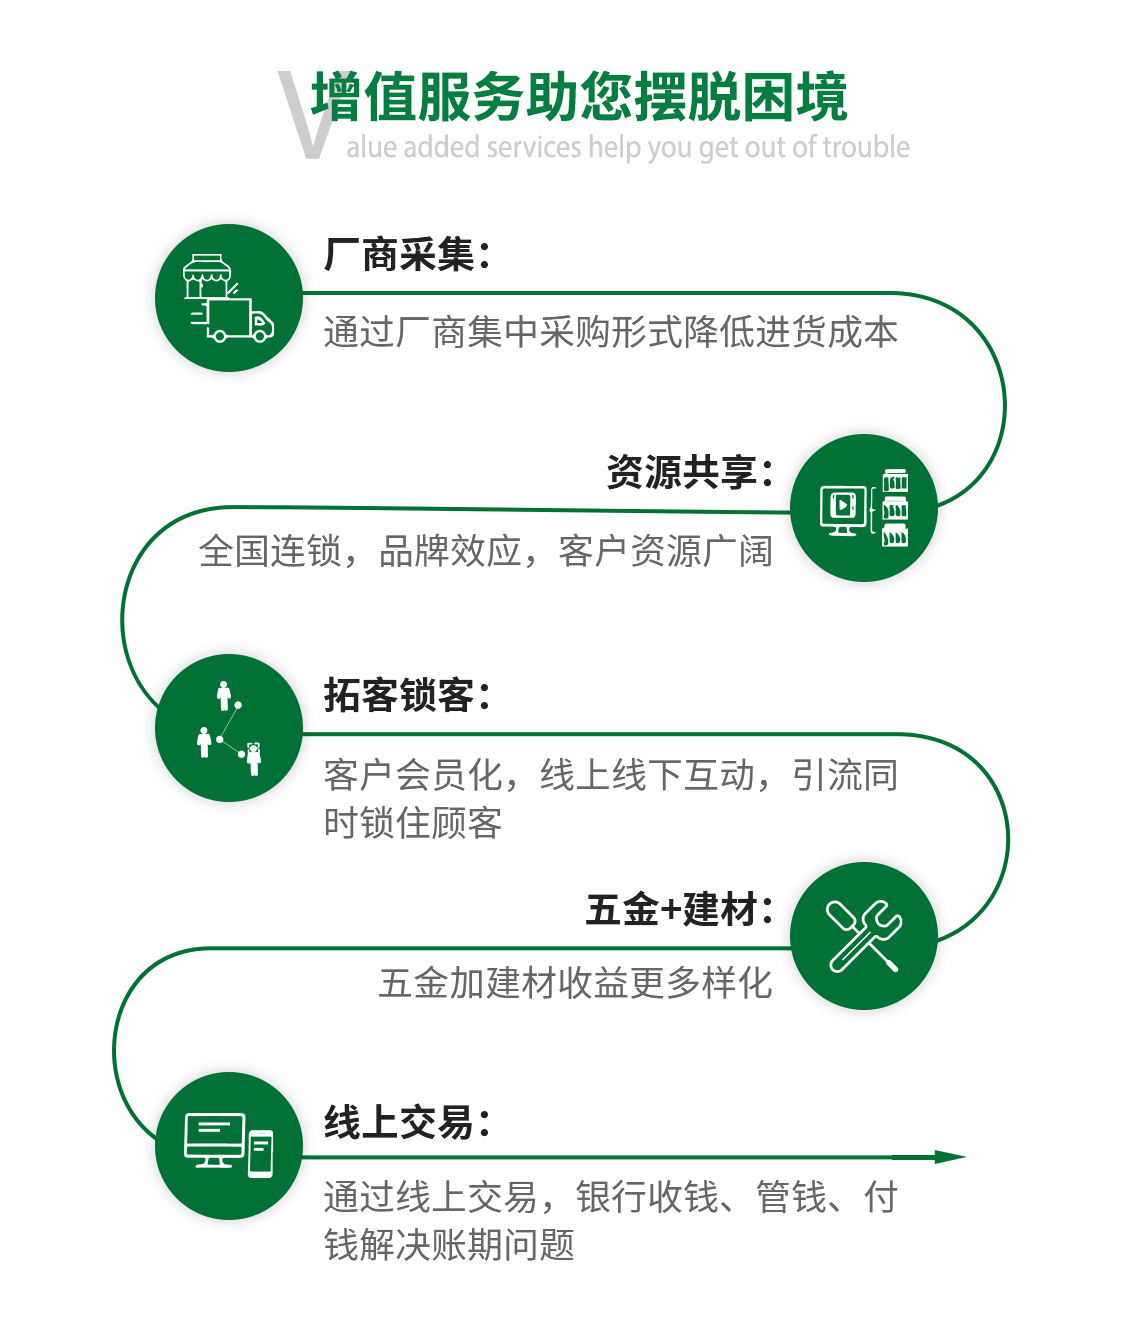 增值服务助您摆脱困境
Value added services help you get out of trouble
厂商采集：
通过厂商集中采购形式降低进货成本
资源共享：
全国连锁，品牌效应，客户资源广阔
拓客锁客：
客户会员化，线上线下互动，引流同
时锁住顾客
五金+建材：
五金加建材收益更多样化
线上交易：
通过线上交易，银行收钱、管钱、付
钱解决账期问题